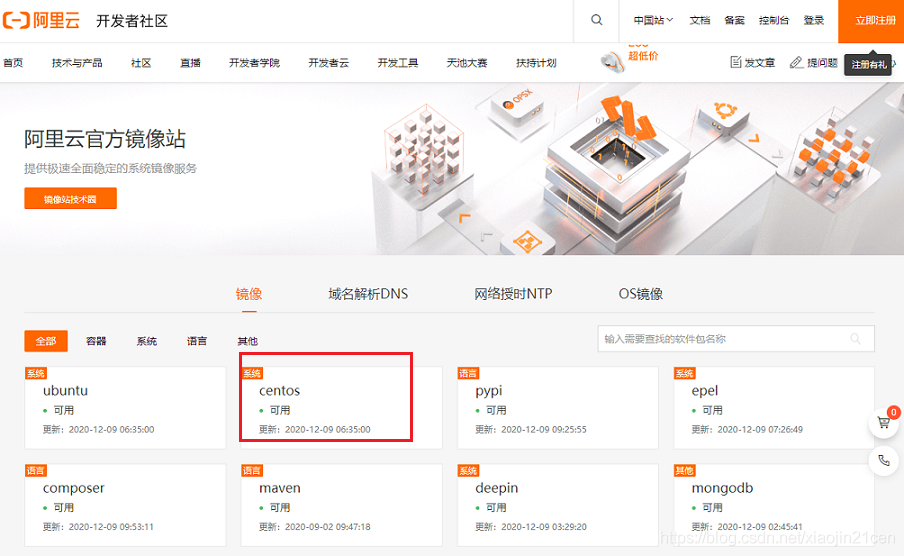 阿里云 开发者社区
中国站 文档 备案 控制台 登录 立即注册
首页 技术与产品 社区 直播 开发者学院 开发者云 开发工具 天池大赛 扶持计划 超低价 发文章 提问题 注册有礼
阿里云官方镜像站
提供极速全面稳定的系统镜像服务
镜像站技术圈
OPSX
镜像 域名解析DNS 网络授时NTP OS镜像
全部 容器 系统 语言 其他 输入需要查找的软件包名称
系统 系统 语言 系统
ubuntu centos pypi epel
可用 可用 可用 可用
更新：2020-12-09 06:35:00 更新：2020-12-09 06:35:00 更新：2020-12-09 09:25:55 更新：2020-12-09 07:26:49
0
语言 语言 系统 其他
composer maven deepin mongodb
可用 可用 可用 可用
更新：2020-12-09 09:53:11 更新：2020-09-02 09:47:18 更新：2020-12-09 03:29:20 更新：2020-12-09 02:45:41
https://blog.csdn.net/xiaojin21cen